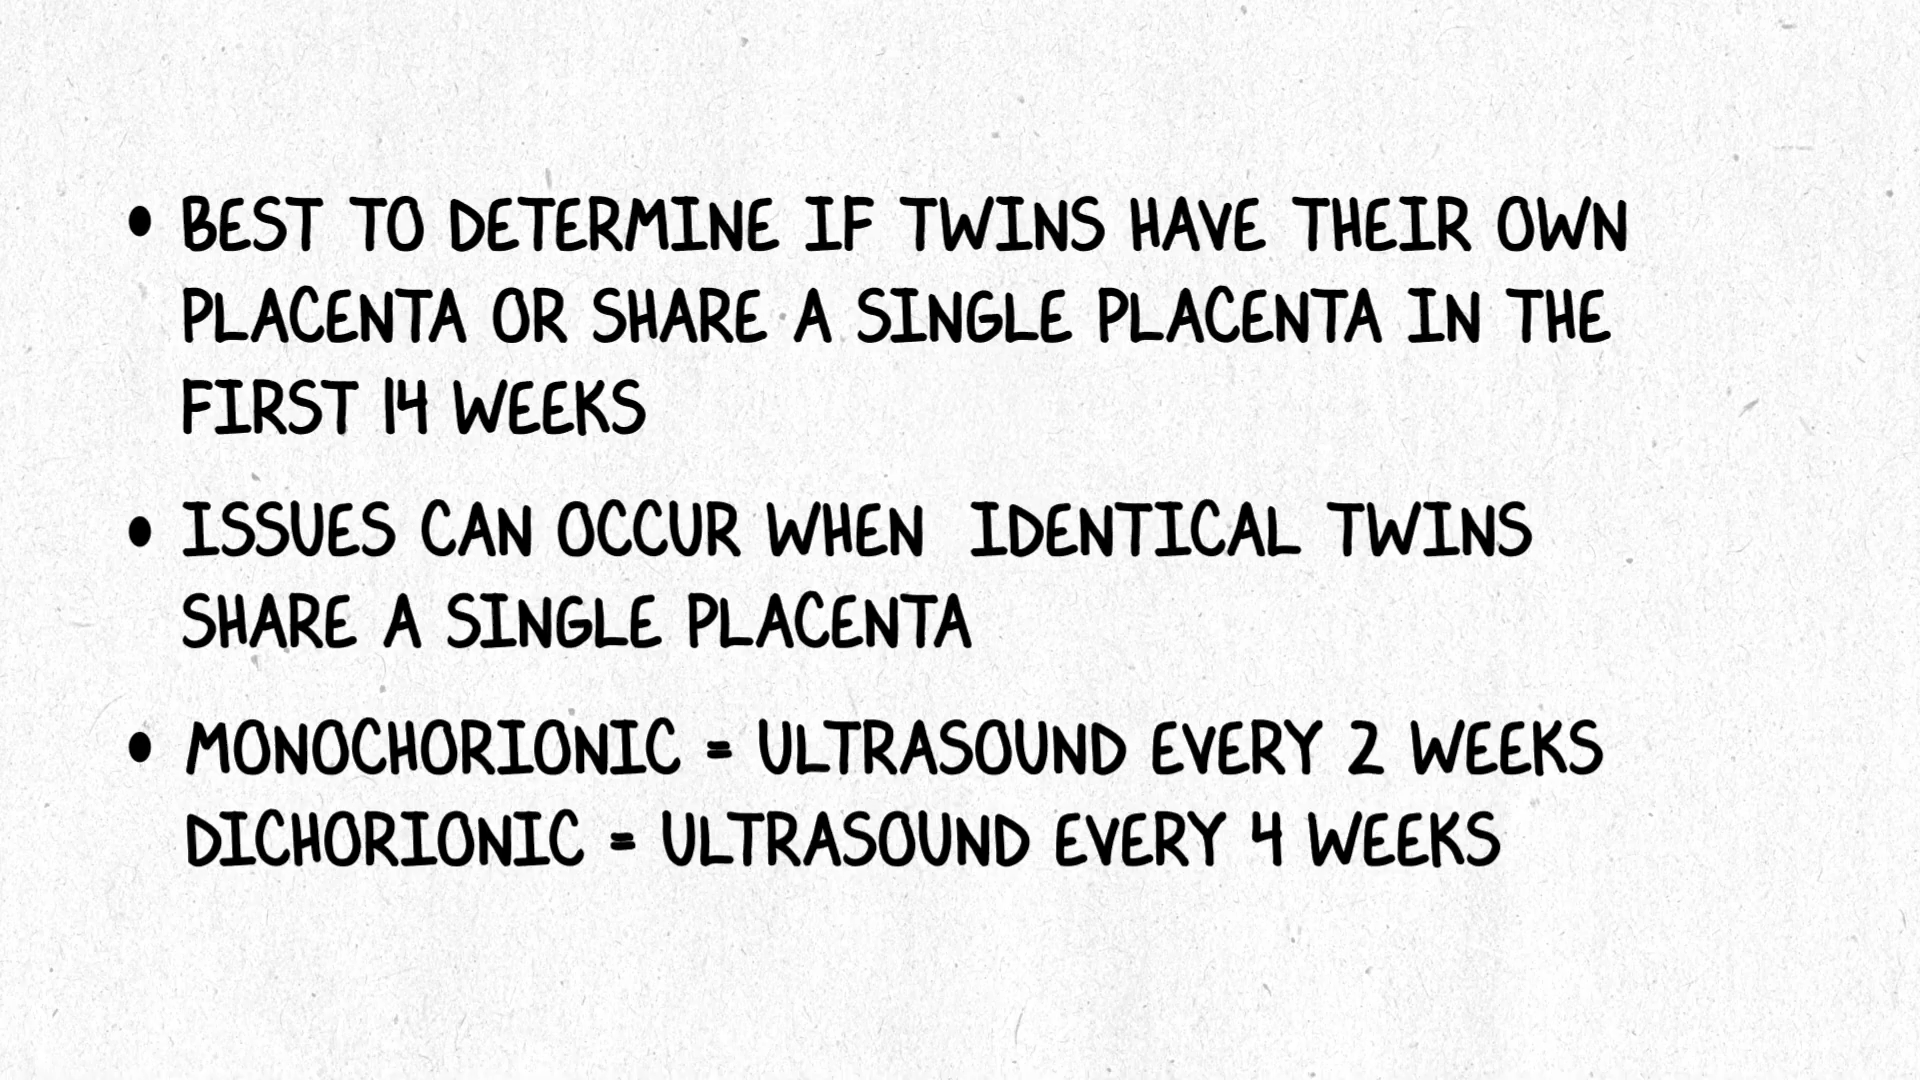 • BEST TO DETERMINE IF TWINS HAVE THEIR OWN
PLACENTA OR SHARE A SINGLE PLACENTA IN THE
FIRST 14 WEEKS
• ISSUES CAN OCCUR WHEN IDENTICAL TWINS
SHARE A SINGLE PLACENTA
• MONOCHORIONIC = ULTRASOUND EVERY 2 WEEKS
DICHORIONIC = ULTRASOUND EVERY 4 WEEKS